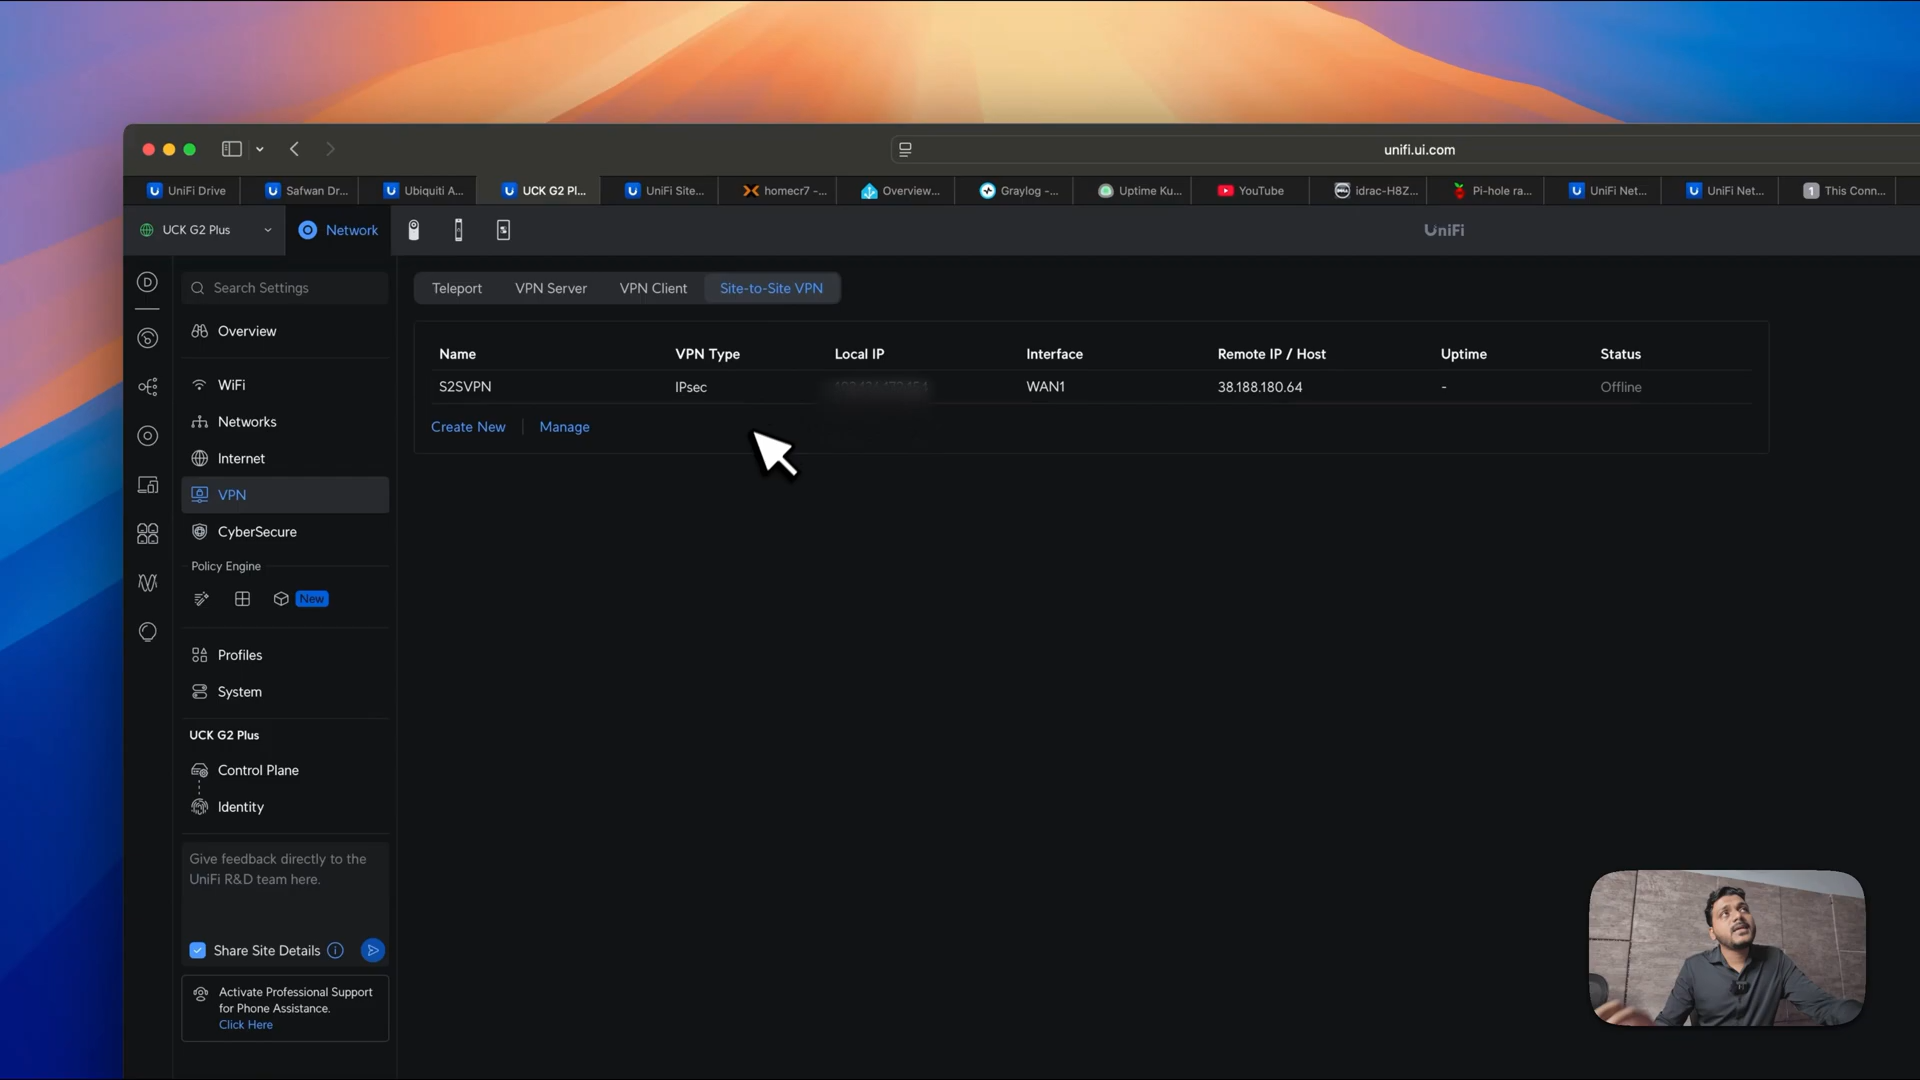 unifi.ui.com
UniFi Drive
Safwan Dr...
Ubiquiti A...
UCK G2 Pl...
UniFi Site...
homecr7 -...
Overview...
Graylog -...
Uptime Ku...
YouTube
idrac-H8Z...
Pi-hole ra...
UniFi Net...
UniFi Net...
1 This Conn...
UCK G2 Plus
Network
UniFi
Search Settings
Overview
WiFi
Networks
Internet
VPN
CyberSecure
Policy Engine
New
Profiles
System
UCK G2 Plus
Control Plane
Identity
Give feedback directly to the
UniFi R&D team here.
Share Site Details
Activate Professional Support
for Phone Assistance.
Click Here
Teleport VPN Server VPN Client Site-to-Site VPN
Name VPN Type Local IP Interface Remote IP / Host Uptime Status
S2SVPN IPsec WAN1 38.188.180.64 - Offline
Create New Manage